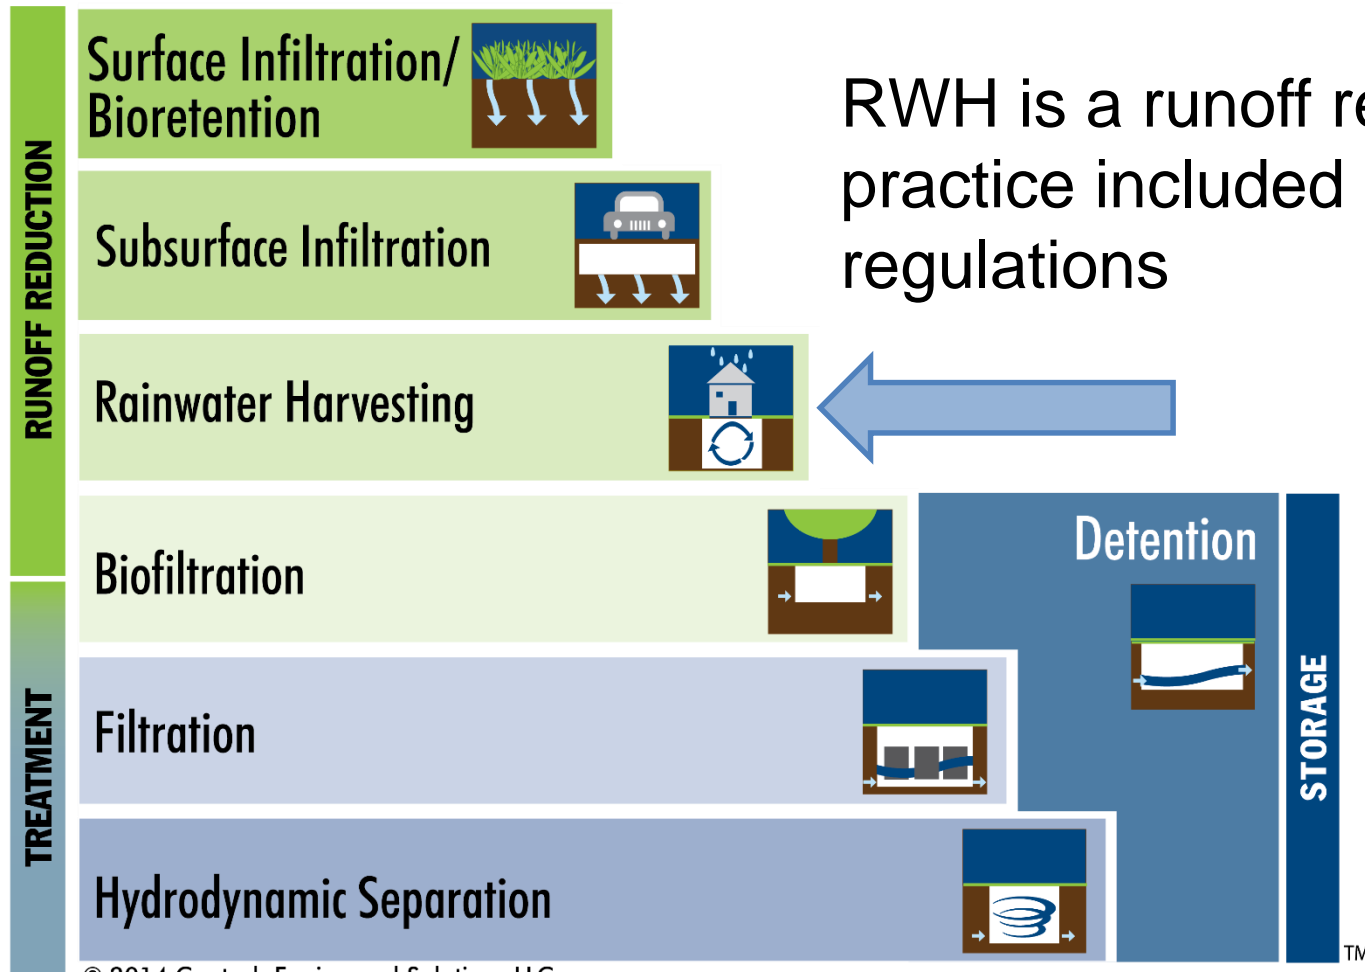 RUNOFF REDUCTION
TREATMENT
Surface Infiltration/
Bioretention
Subsurface Infiltration
Rainwater Harvesting
Biofiltration
Filtration
Hydrodynamic Separation
RWH is a runoff re
practice included
regulations
Detention
STORAGE
TM